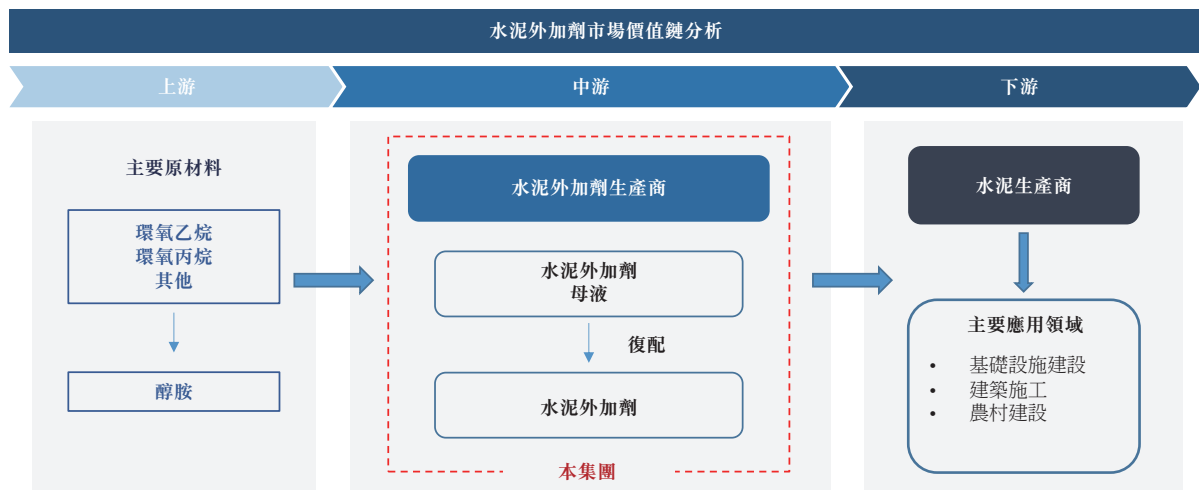 水泥外加劑市場價值鏈分析
上游
中游
下游
主要原材料
環氧乙烷
環氧丙烷
其他
醇胺
水泥外加劑生產商
水泥外加劑
母液
復配
水泥外加劑
本集團
水泥生產商
主要應用領域
• 基礎設施建設
• 建築施工
• 農村建設